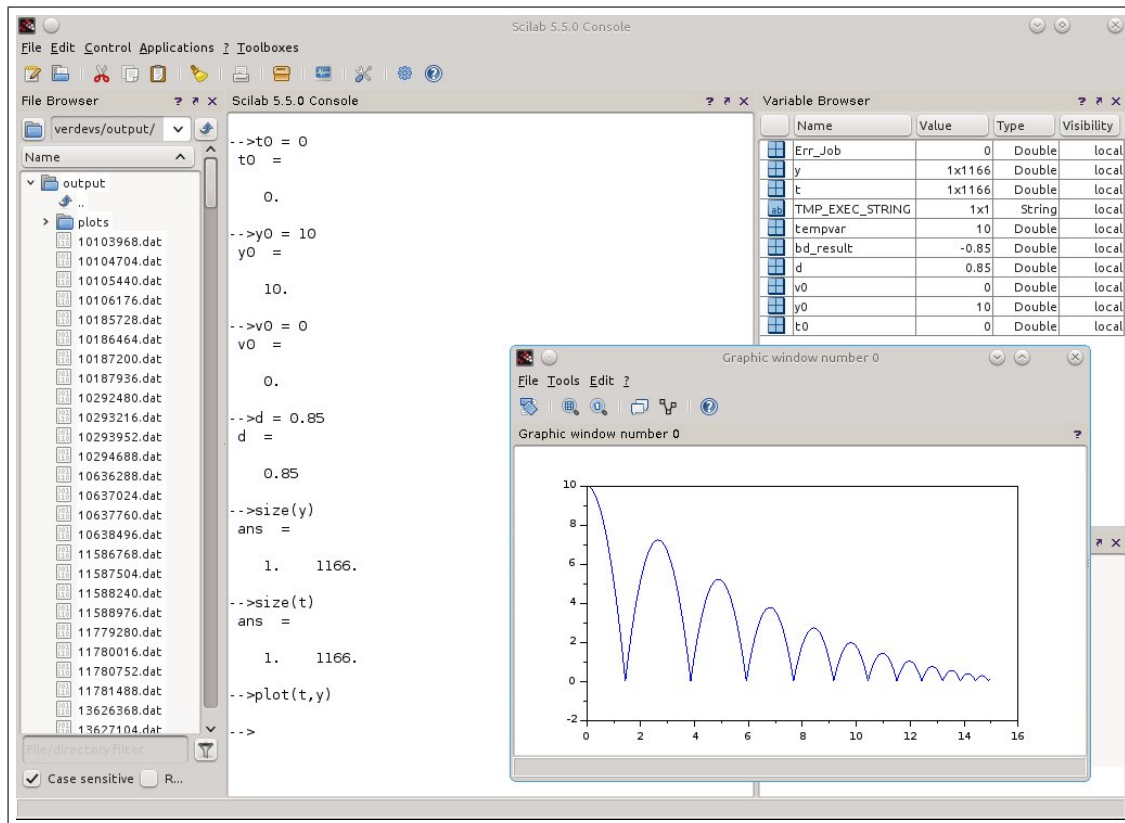 Scilab 5.5.0 Console
File Edit Control Applications ? Toolboxes
File Browser ? ↗ X
verdevs/output/
Name
output
..
plots
10103968.dat
10104704.dat
10105440.dat
10106176.dat
10185728.dat
10186464.dat
10187200.dat
10187936.dat
10292480.dat
10293216.dat
10293952.dat
10294688.dat
10636288.dat
10637024.dat
10637760.dat
10638496.dat
11586768.dat
11587504.dat
11588240.dat
11588976.dat
11779280.dat
11780016.dat
11780752.dat
11781488.dat
13626368.dat
13627104.dat
File/directory filter
Case sensitive R...
Scilab 5.5.0 Console ? ↗ X
-->t0 = 0
t0 =
0.
-->y0 = 10
y0 =
10.
-->v0 = 0
v0 =
0.
-->d = 0.85
d =
0.85
-->size(y)
ans =
1. 1166.
-->size(t)
ans =
1. 1166.
-->plot(t,y)
-->
Variable Browser ? ↗ X
Name Value Type Visibility
Err_Job 0 Double local
y 1x1166 Double local
t 1x1166 Double local
ab TMP_EXEC_STRING 1x1 String local
tempvar 10 Double local
bd_result -0.85 Double local
d 0.85 Double local
v0 0 Double local
y0 10 Double local
t0 0 Double local
Graphic window number 0
File Tools Edit ?
Graphic window number 0 ?
10
8
6
4
2
0
-2
0 2 4 6 8 10 12 14 16